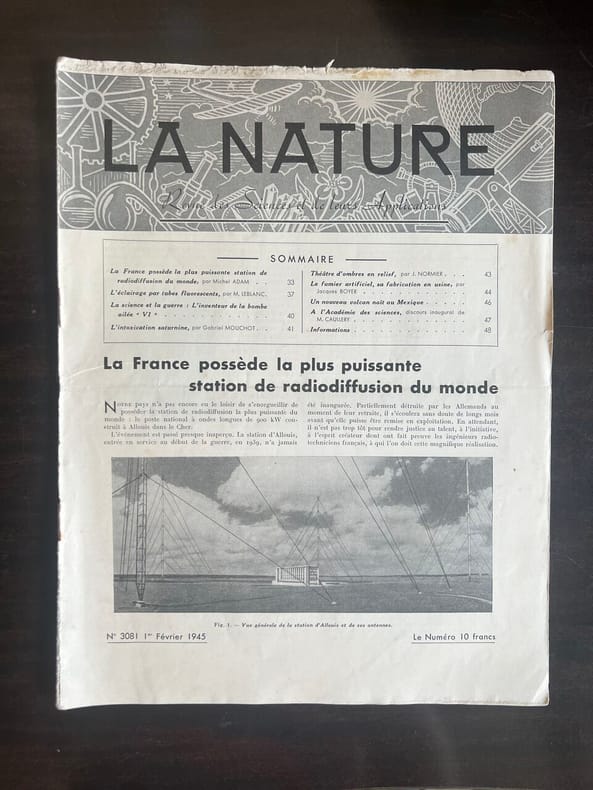 LA NATURE
Revue des Sciences et de leurs Applications
SOMMAIRE
La France possède la plus puissante station de
radiodiffusion du monde, par Michel ADAM . . 33
L'éclairage par tubes fluorescents, par M. LEBLANC. 37
La science et la guerre : L'inventeur de la bombe
ailée « V1 » . . . . . . . . . . 40
L'intoxication saturnine, par Gabriel MOUCHOT. . . 41
Théâtre d'ombres en relief, par J. NORMIER . . . 43
Le fumier artificiel, sa fabrication en usine, par
Jacques BOYER . . . . . . . . . . 44
Un nouveau volcan naît au Mexique . . . . . 46
A l'Académie des sciences, discours inaugural de
M. CAULLERY . . . . . . . . . . 47
Informations . . . . . . . . . . 48
La France possède la plus puissante
station de radiodiffusion du monde
NOTRE pays n'a pas encore eu le loisir de s'enorgueillir de
posséder la station de radiodiffusion la plus puissante du
monde : le poste national à ondes longues de 900 kW cons-
truit à Allouis dans le Cher.
L'événement est passé presque inaperçu. La station d'Allouis,
entrée en service au début de la guerre, en 1939, n'a jamais
été inaugurée. Partiellement détruite par les Allemands au
moment de leur retraite, il s'écoulera sans doute de longs mois
avant qu'elle puisse être remise en exploitation. En attendant,
il n'est pas trop tôt pour rendre justice au talent, à l'initiative,
à l'esprit créateur dont ont fait preuve les ingénieurs radio-
techniciens français, à qui l'on doit cette magnifique réalisation.
Fig. 1. — Vue générale de la station d'Allouis et de ses antennes.
N° 3081 1er Février 1945
Le Numéro 10 francs